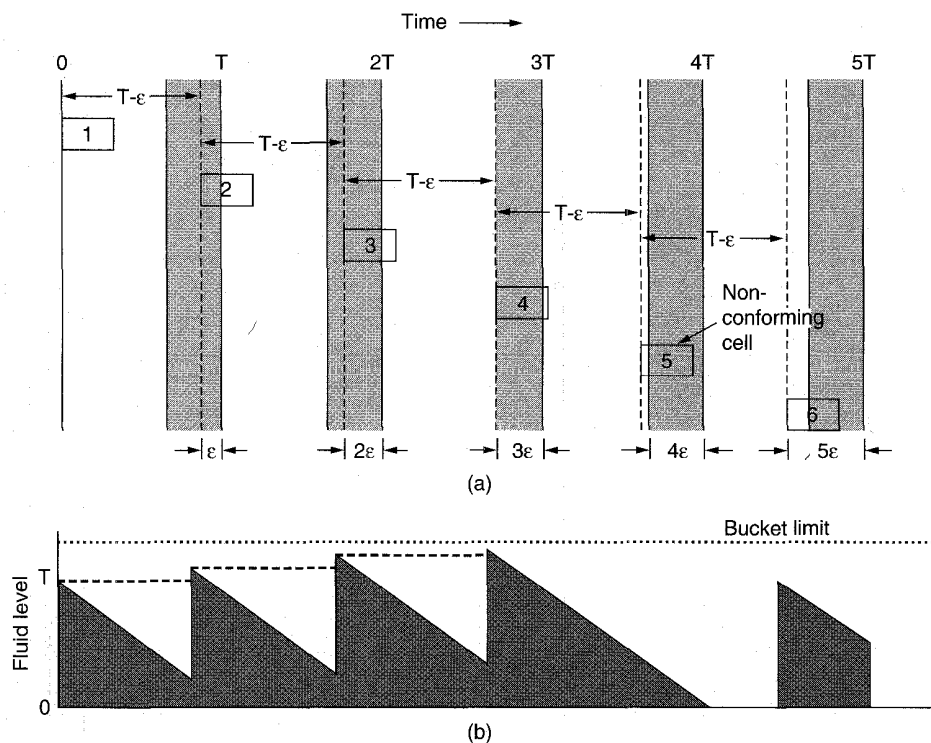 Time
0 T 2T 3T 4T 5T
T-ε
1
T-ε
2
T-ε
3
T-ε
4
T-ε
Non-
conforming
cell
5
6
ε 2ε 3ε 4ε 5ε
(a)
Bucket limit
T
Fluid level
0
(b)